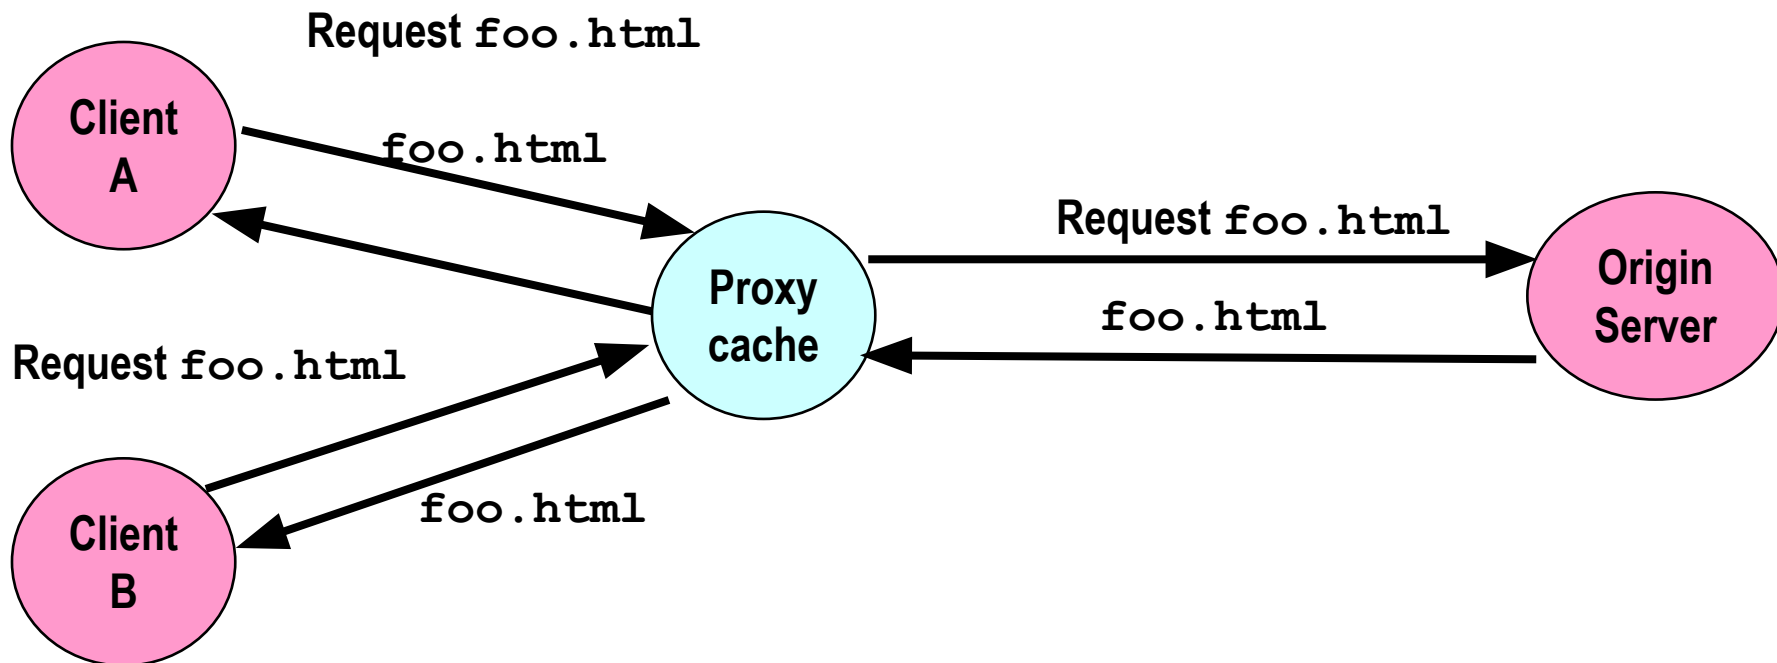 Request foo.html
Client
A
foo.html
Request foo.html
Proxy
cache
Origin
Server
foo.html
Request foo.html
foo.html
Client
B